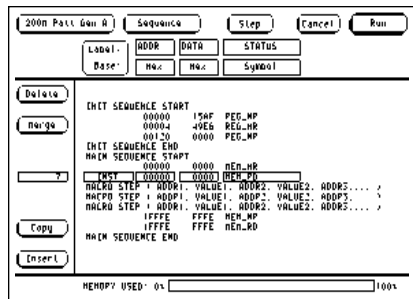 200M Patt Gen A Sequence Step Cancel Run
Label: ADDR DATA STATUS
Base: Hex Hex Symbol
Delete
INIT SEQUENCE START
00000 15AF REG_WR
Merge
00004 49E6 REG_WR
00120 0000 REG_WR
INIT SEQUENCE END
MAIN SEQUENCE START
00000 0000 MEM_WR
7 INST 00000 0000 MEM_RD
MACRO STEP ( ADDR1, VALUE1, ADDR2, VALUE2, ADDR3.... )
MACRO STEP ( ADDR1, VALUE1, ADDR2, VALUE2, ADDR3.... )
MACRO STEP ( ADDR1, VALUE1, ADDR2, VALUE2, ADDR3.... )
Copy
1FFFE FFFE MEM_WR
1FFFE FFFE MEM_RD
MAIN SEQUENCE END
Insert
MEMORY USED: 0% 100%